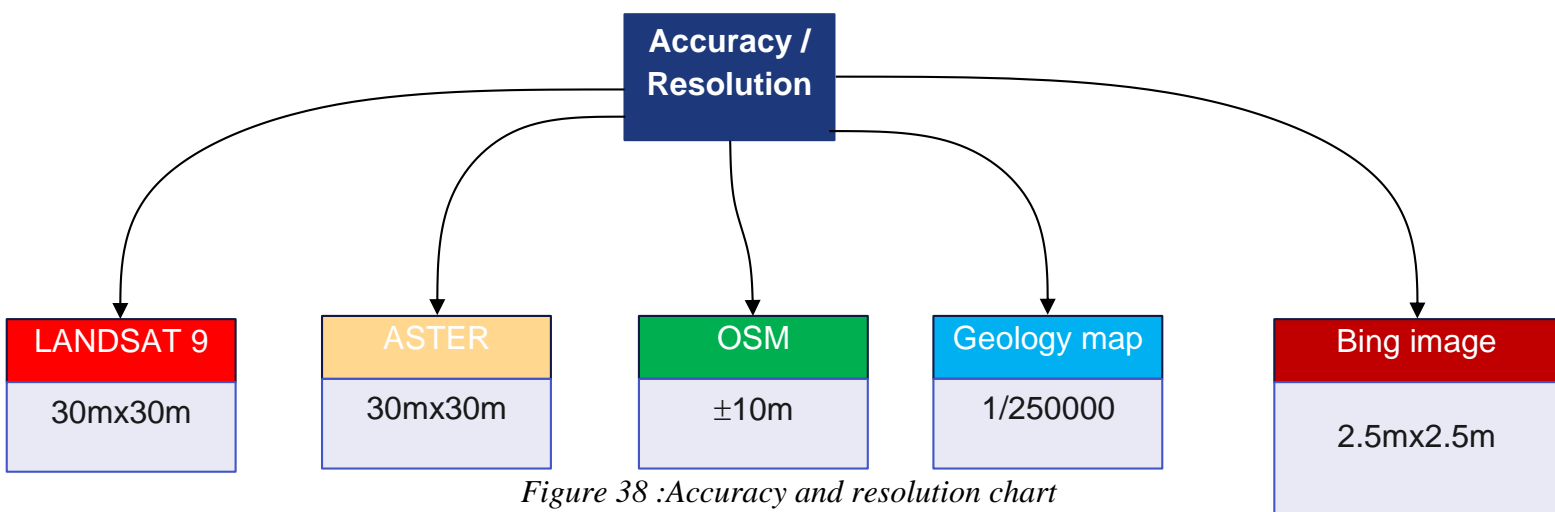 Accuracy /
Resolution
LANDSAT 9
30mx30m
ASTER
30mx30m
OSM
±10m
Geology map
1/250000
Bing image
2.5mx2.5m
Figure 38 :Accuracy and resolution chart